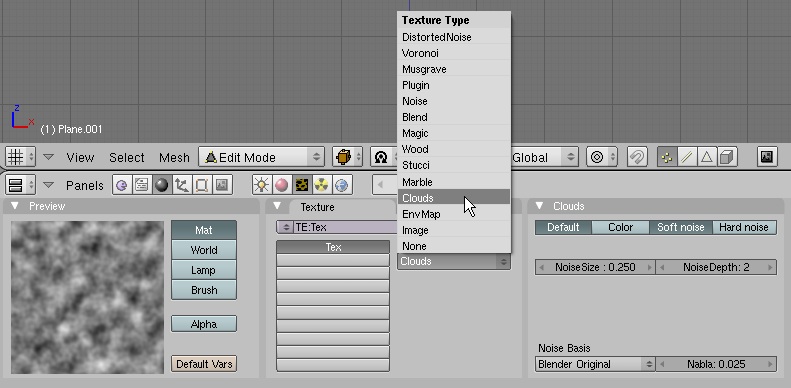 Texture Type
DistortedNoise
Voronoi
Musgrave
Plugin
Noise
Blend
Magic
Wood
Stucci
Marble
Clouds
EnvMap
Image
None
z
x
(1) Plane.001
View Select Mesh Edit Mode Global
Panels
Preview
Mat
World
Lamp
Brush
Alpha
Default Vars
Texture
TE:Tex
Tex
Clouds
Clouds
Default Color Soft noise Hard noise
NoiseSize : 0.250 NoiseDepth: 2
Noise Basis
Blender Original Nabla: 0.025